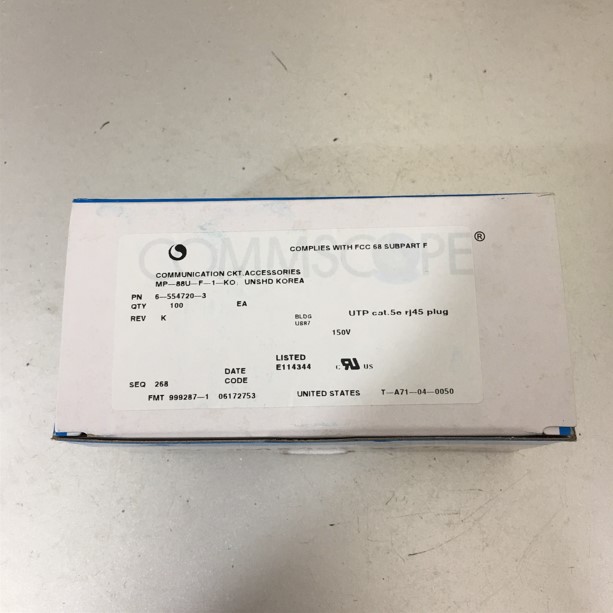 COMMSCOPE®
COMPLIES WITH FCC 68 SUBPART F
COMMUNICATION CKT.ACCESSORIES
MP-88U-F-1-KO. UNSHD KOREA
PN 6-554720-3
QTY 100 EA
REV K
BLDG
U887
UTP cat.5e rj45 plug
150V
LISTED
E114344
c RU US
DATE
CODE
SEQ 268
FMT 999287-1 06172753
UNITED STATES T-A71-04-0050